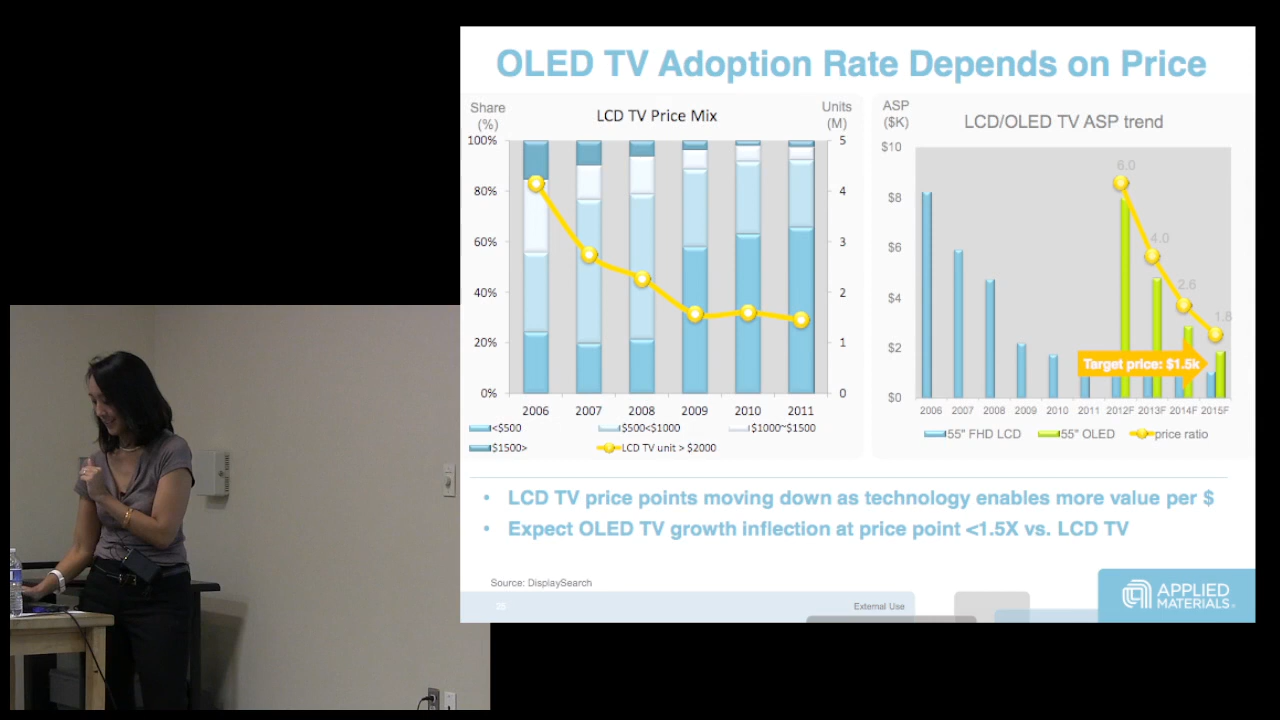 OLED TV Adoption Rate Depends on Price
Share
(%)
LCD TV Price Mix
Units
(M)
100%
80%
60%
40%
20%
0%
5
4
3
2
1
0
2006 2007 2008 2009 2010 2011
<$500 $500<$1000 $1000~$1500
$1500> LCD TV unit > $2000
ASP
($K)
LCD/OLED TV ASP trend
$10
$8
$6
$4
$2
$0
6.0
4.0
2.6
1.8
Target price: $1.5k
2006 2007 2008 2009 2010 2011 2012F 2013F 2014F 2015F
55" FHD LCD 55" OLED price ratio
• LCD TV price points moving down as technology enables more value per $
• Expect OLED TV growth inflection at price point <1.5X vs. LCD TV
Source: DisplaySearch
25
External Use
APPLIED
MATERIALS